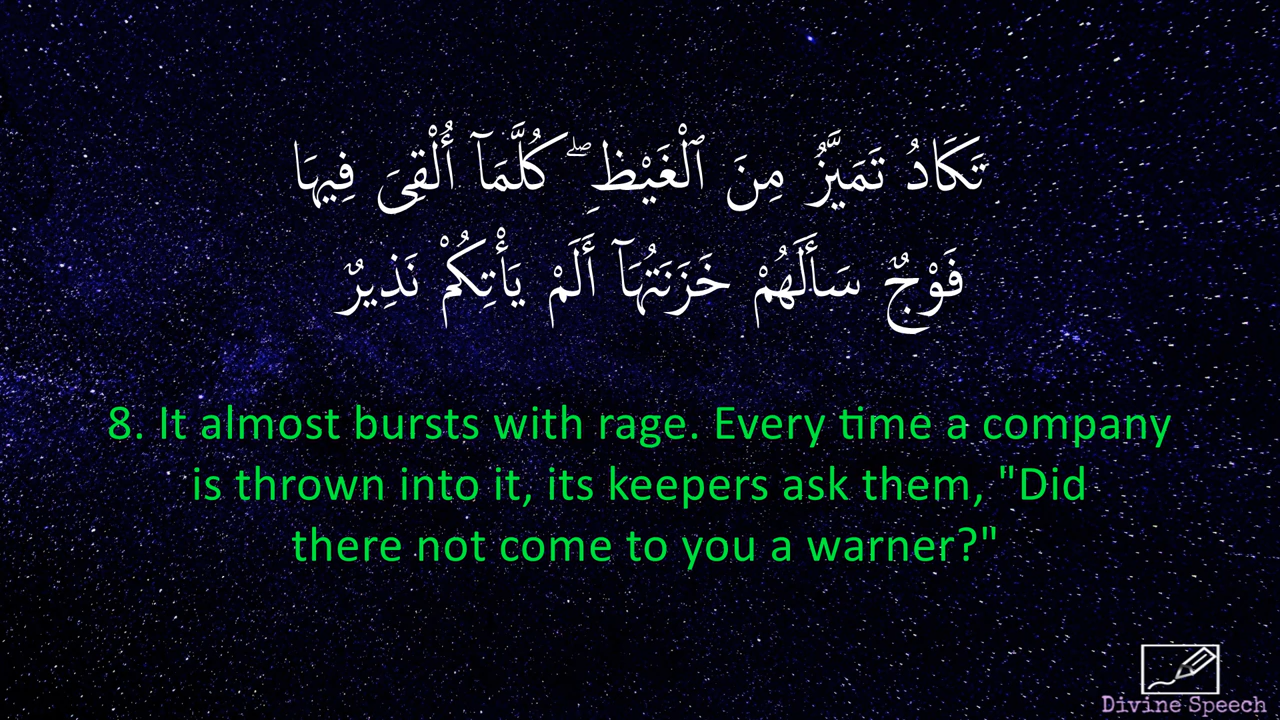 تَكَادُ تَمَيَّزُ مِنَ ٱلْغَيْظِ ۖ كُلَّمَآ أُلْقِىَ فِيهَا
فَوْجٌ سَأَلَهُمْ خَزَنَتُهَآ أَلَمْ يَأْتِكُمْ نَذِيرٌ
8. It almost bursts with rage. Every time a company
is thrown into it, its keepers ask them, "Did
there not come to you a warner?"
Divine Speech